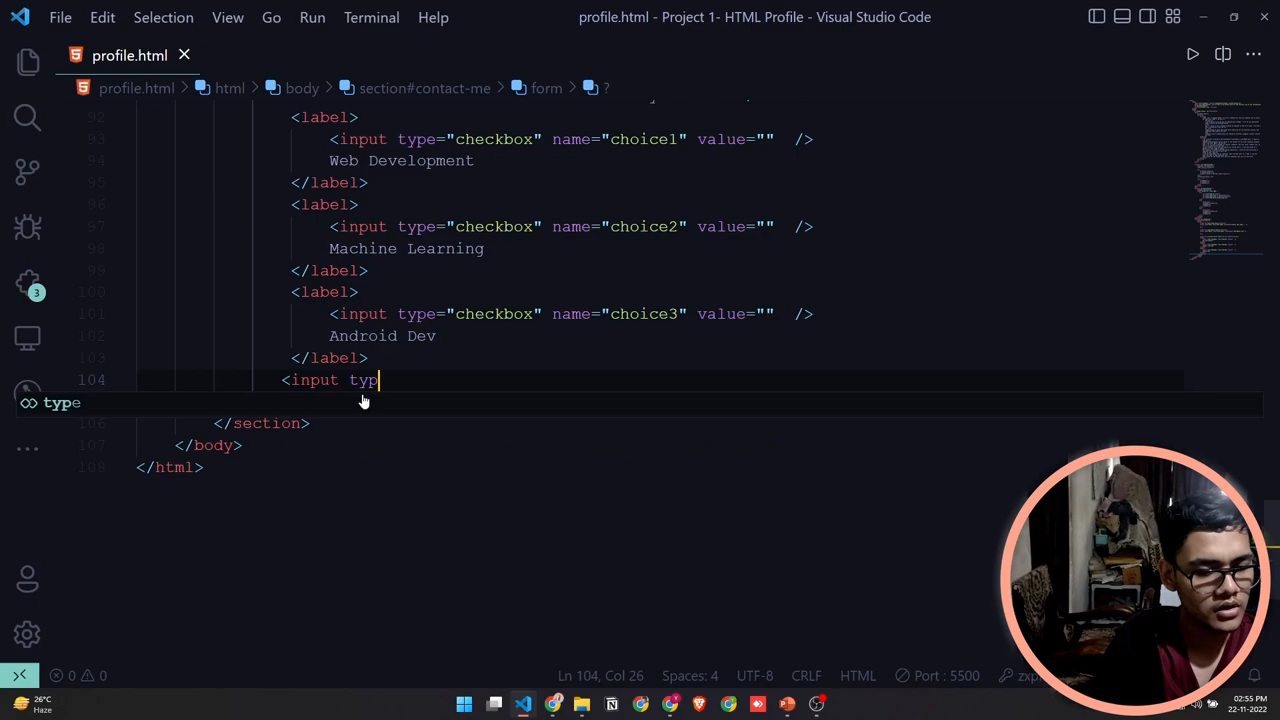 File Edit Selection View Go Run Terminal Help profile.html - Project 1- HTML Profile - Visual Studio Code
profile.html
profile.html > html > body > section#contact-me > form > ?
92 <label>
93 <input type="checkbox" name="choice1" value="" />
94 Web Development
95 </label>
96 <label>
97 <input type="checkbox" name="choice2" value="" />
98 Machine Learning
99 </label>
100 <label>
101 <input type="checkbox" name="choice3" value="" />
102 Android Dev
103 </label>
104 <input typ
type
106 </section>
107 </body>
108 </html>
3
0 0 Ln 104, Col 26 Spaces: 4 UTF-8 CRLF HTML Port : 5500
26°C
Haze
02:55 PM
22-11-2022